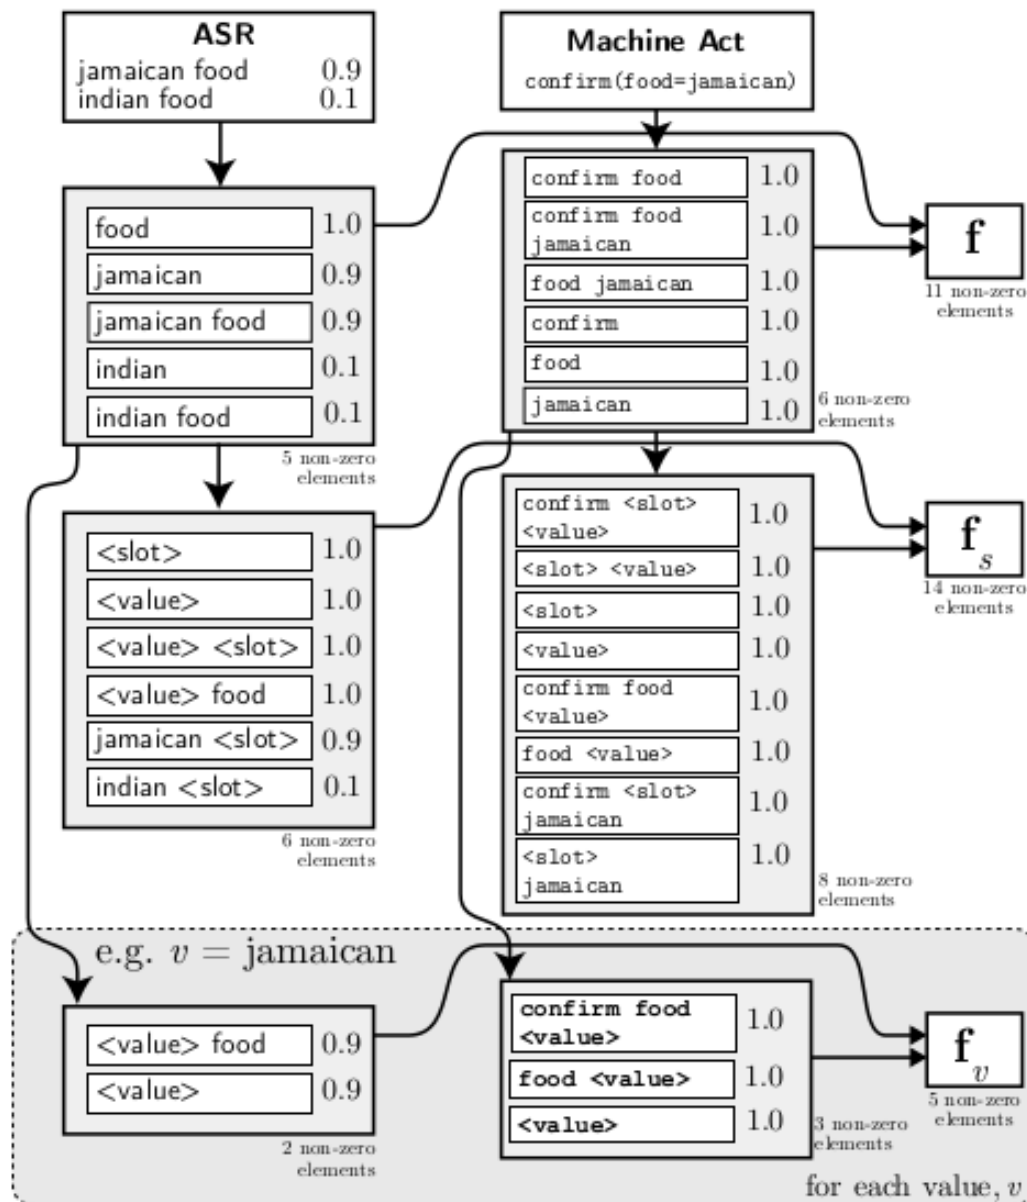 ASR
jamaican food 0.9
indian food 0.1
Machine Act
confirm(food=jamaican)
food 1.0
jamaican 0.9
jamaican food 0.9
indian 0.1
indian food 0.1
5 non-zero
elements
confirm food 1.0
confirm food
jamaican 1.0
food jamaican 1.0
confirm 1.0
food 1.0
jamaican 1.0
6 non-zero
elements
f
11 non-zero
elements
<slot> 1.0
<value> 1.0
<value> <slot> 1.0
<value> food 1.0
jamaican <slot> 0.9
indian <slot> 0.1
6 non-zero
elements
confirm <slot>
<value> 1.0
<slot> <value> 1.0
<slot> 1.0
<value> 1.0
confirm food
<value> 1.0
food <value> 1.0
confirm <slot>
jamaican 1.0
<slot>
jamaican 1.0
8 non-zero
elements
f_s
14 non-zero
elements
e.g. v = jamaican
<value> food 0.9
<value> 0.9
2 non-zero
elements
confirm food
<value> 1.0
food <value> 1.0
<value> 1.0
3 non-zero
elements
f_v
5 non-zero
elements
for each value, v